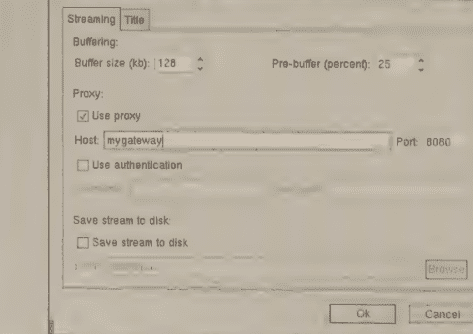 Streaming Title
Buffering:
Buffer size (kb): 128 Pre-buffer (percent): 25
Proxy:
Use proxy
Host: mygateway Port: 8080
Use authentication
Save stream to disk:
Save stream to disk
Browse
Ok Cancel